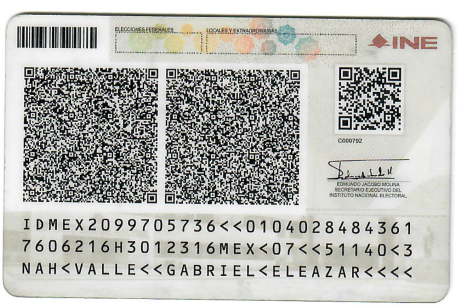 ELECCIONES FEDERALES LOCALES Y EXTRAORDINARIAS
INE
C000792
EDMUNDO JACOBO MOLINA
SECRETARIO EJECUTIVO DEL
INSTITUTO NACIONAL ELECTORAL
IDMEX2099705736<<0104028484361
7606216H3012316MEX<07<<51140<3
NAH<VALLE<<GABRIEL<ELEAZAR<<<<